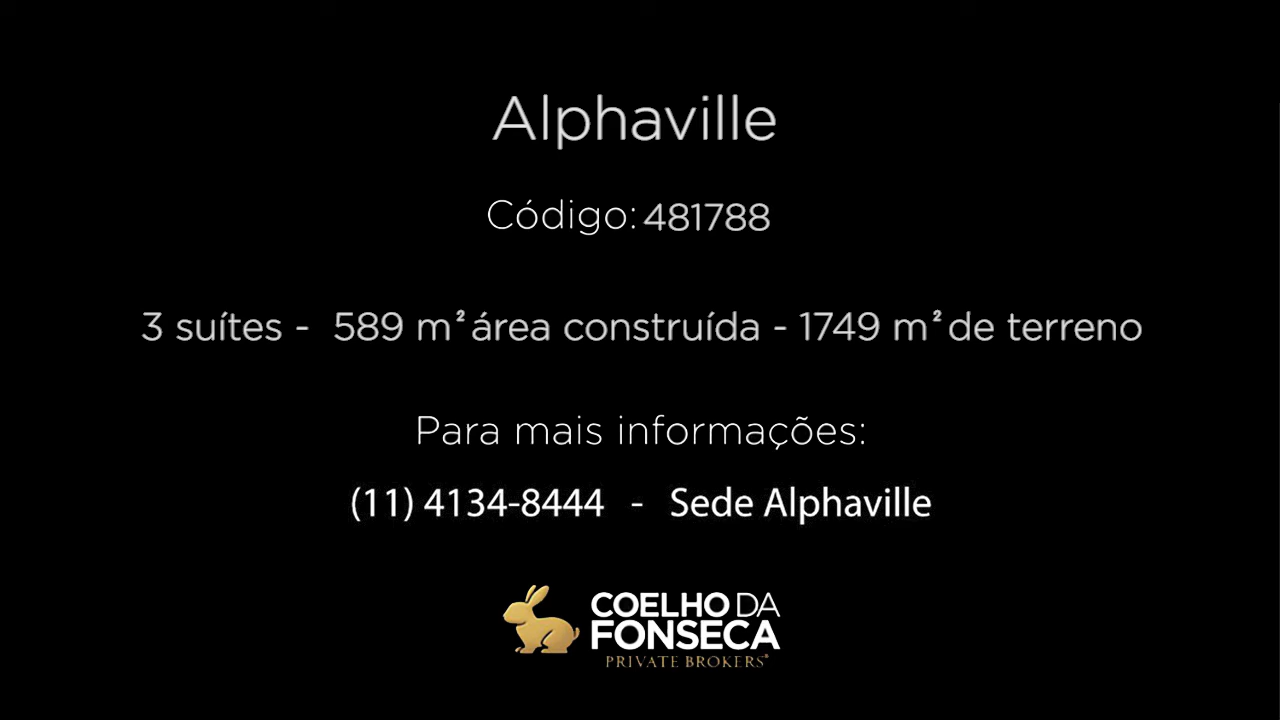 Alphaville
Código: 481788
3 suítes - 589 m² área construída - 1749 m² de terreno
Para mais informações:
(11) 4134-8444 - Sede Alphaville
COELHO DA
FONSECA
PRIVATE BROKERS®